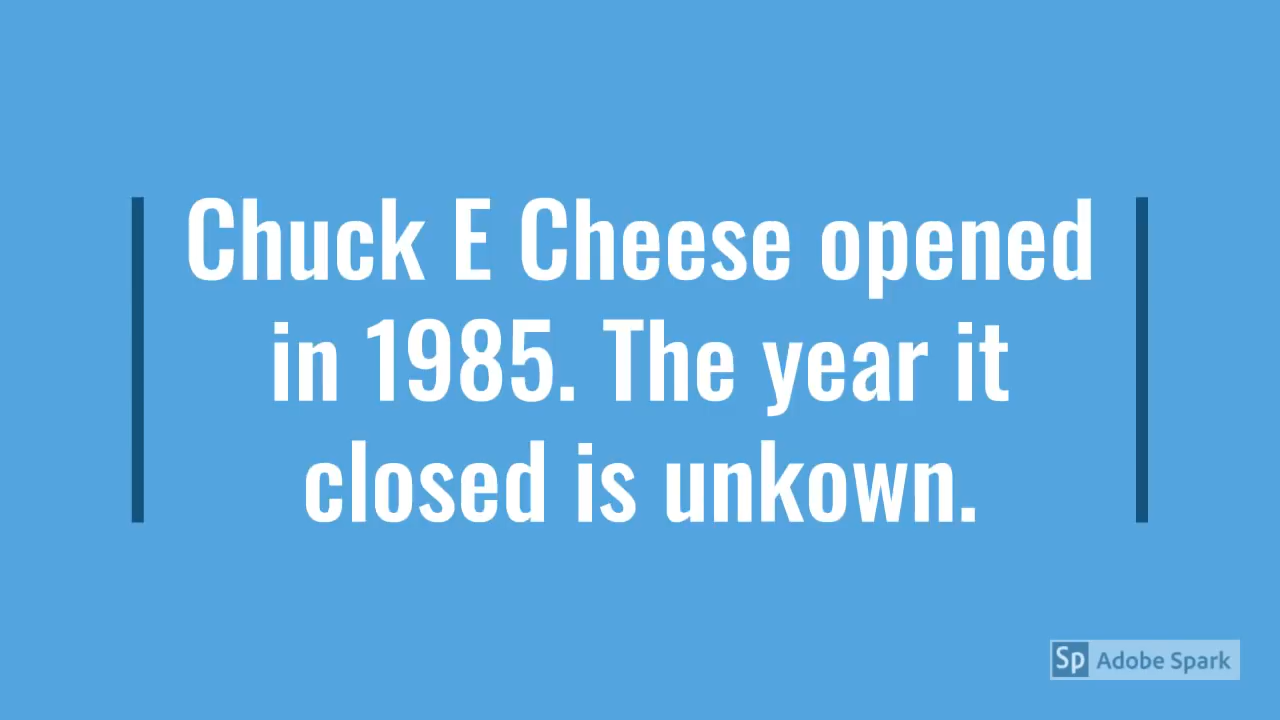 Chuck E Cheese opened
in 1985. The year it
closed is unkown.
Sp Adobe Spark